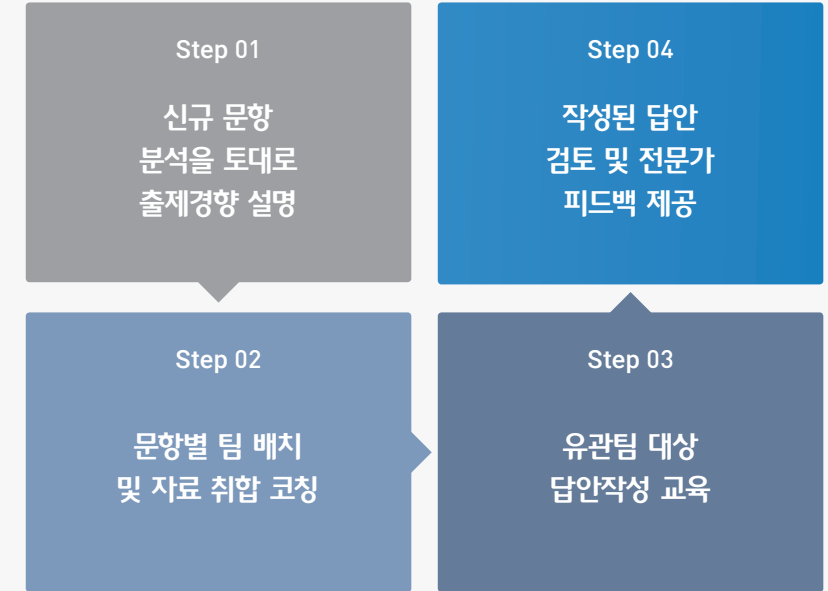 Step 01
신규 문항
분석을 토대로
출제경향 설명
Step 02
문항별 팀 배치
및 자료 취합 코칭
Step 03
유관팀 대상
답안작성 교육
Step 04
작성된 답안
검토 및 전문가
피드백 제공